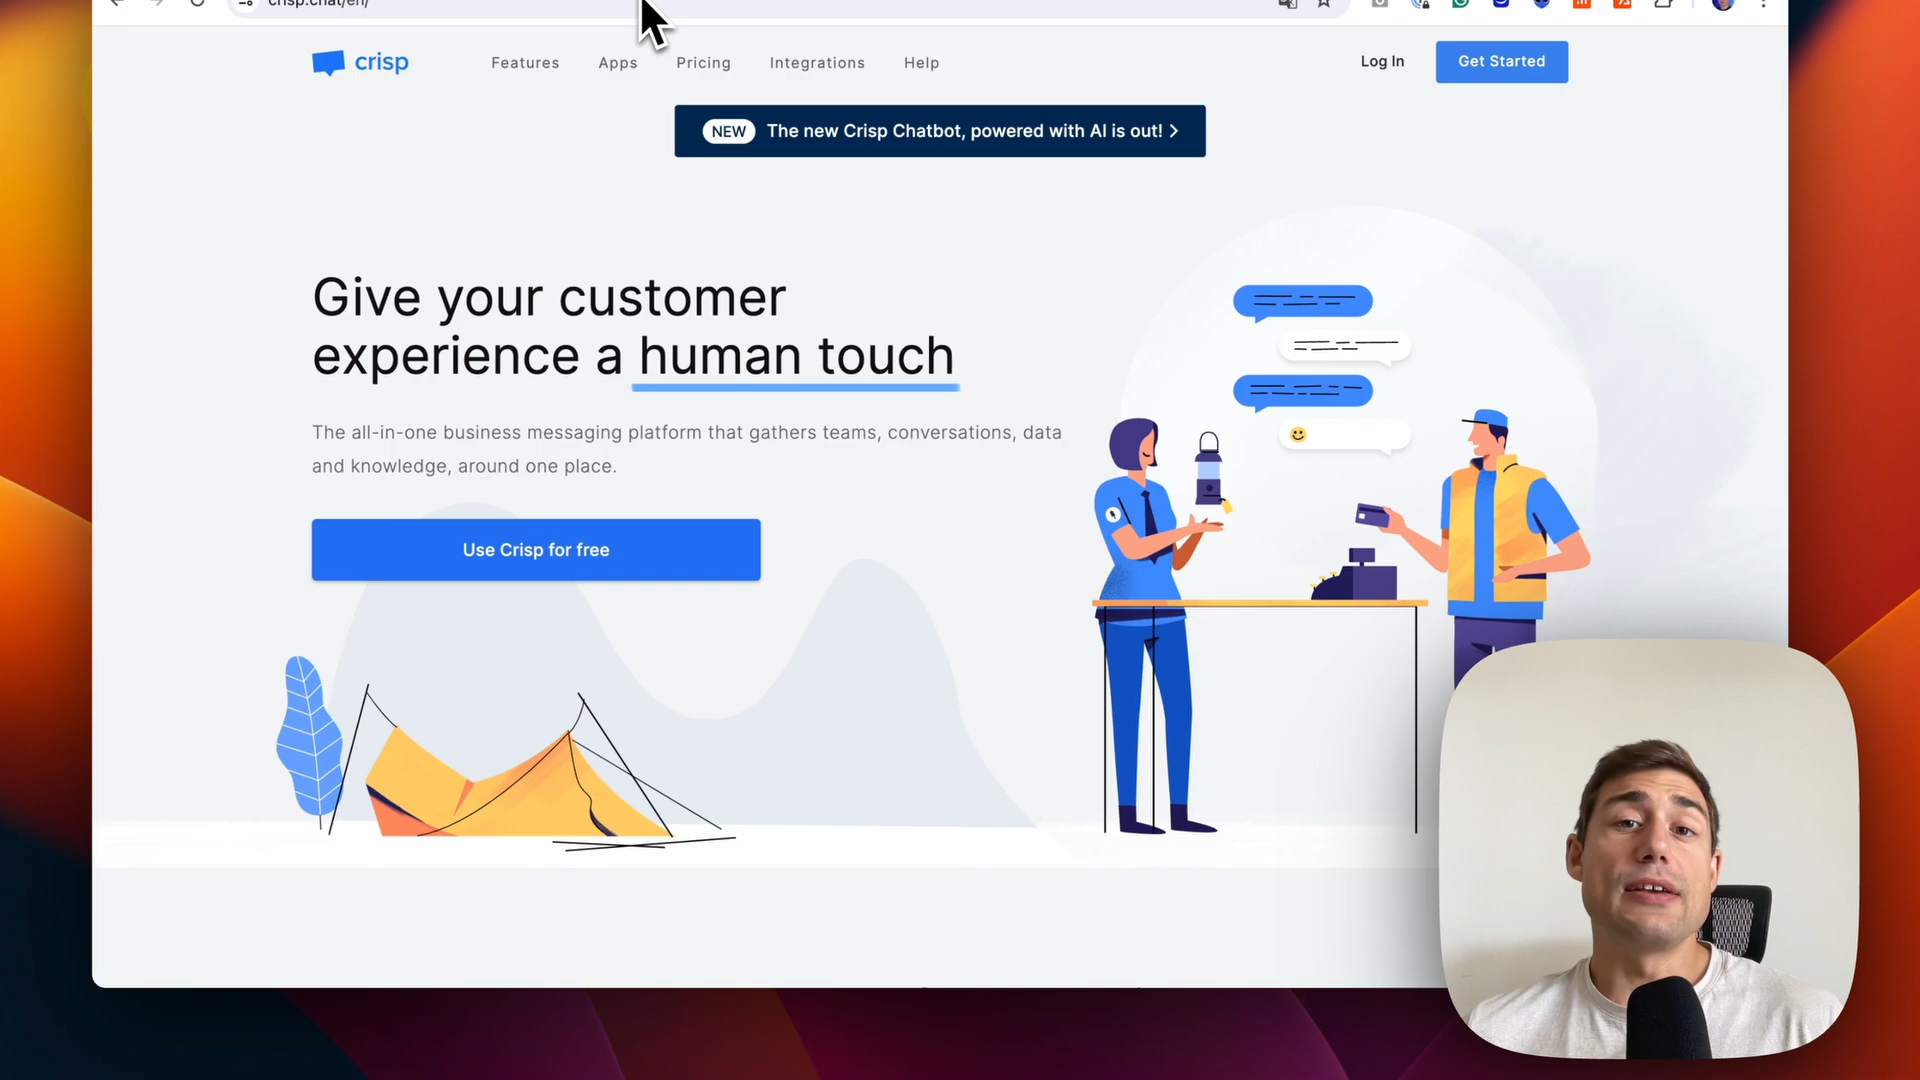 crisp.chat/en/
crisp
Features
Apps
Pricing
Integrations
Help
Log In
Get Started
NEW The new Crisp Chatbot, powered with AI is out!
Give your customer
experience a human touch
The all-in-one business messaging platform that gathers teams, conversations, data
and knowledge, around one place.
Use Crisp for free